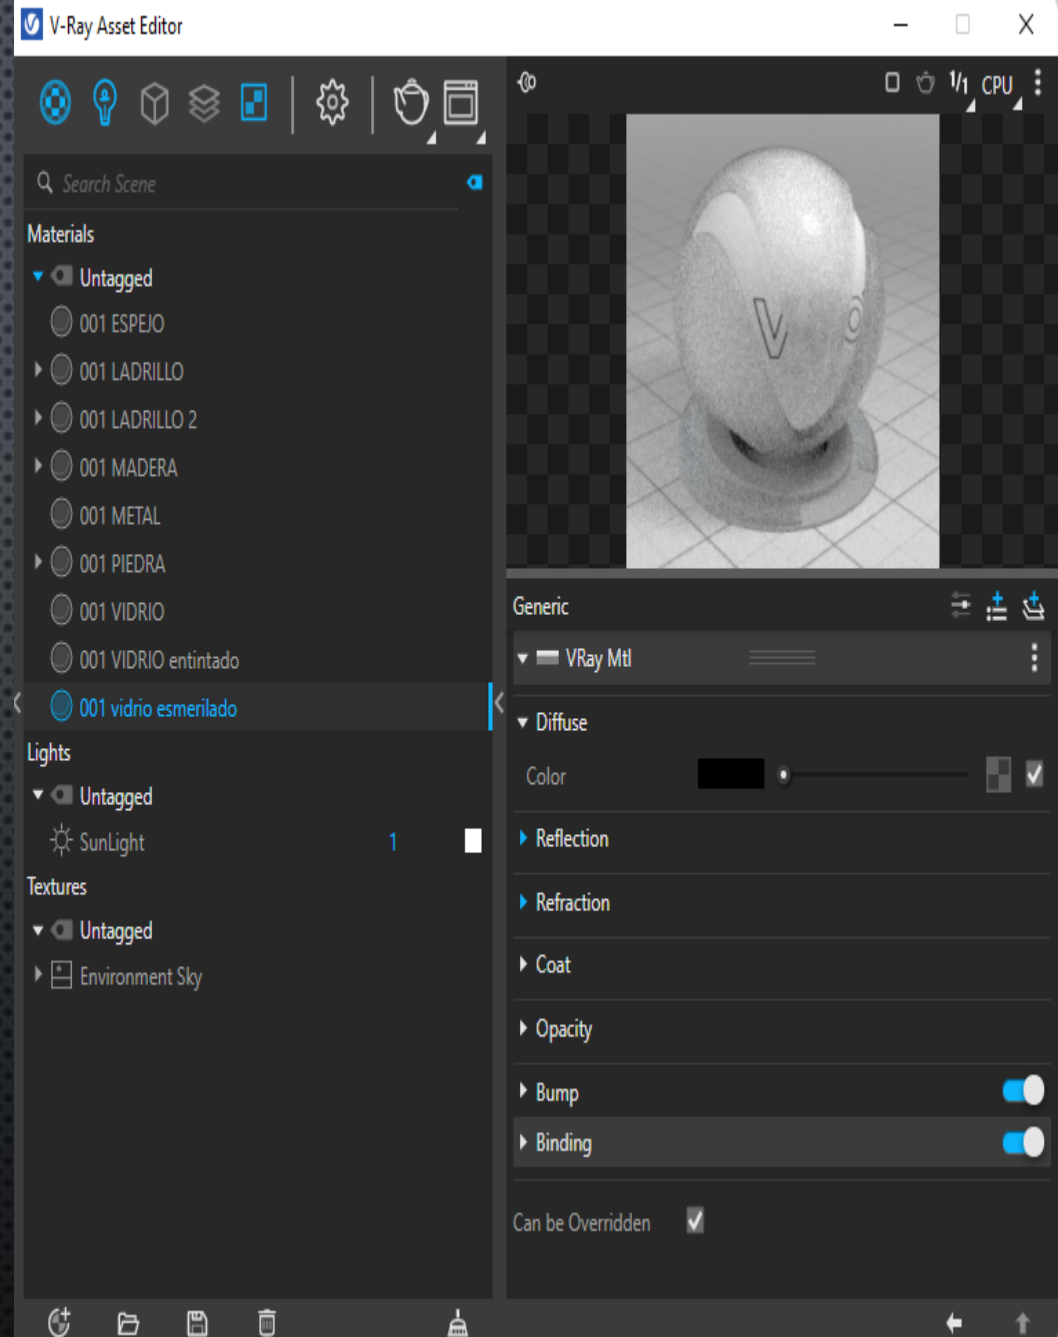 V-Ray Asset Editor
1/1 CPU
Search Scene
Materials
Untagged
001 ESPEJO
001 LADRILLO
001 LADRILLO 2
001 MADERA
001 METAL
001 PIEDRA
001 VIDRIO
001 VIDRIO entintado
001 vidrio esmerilado
Lights
Untagged
SunLight 1
Textures
Untagged
Environment Sky
Generic
VRay Mtl
Diffuse
Color
Reflection
Refraction
Coat
Opacity
Bump
Binding
Can be Overridden